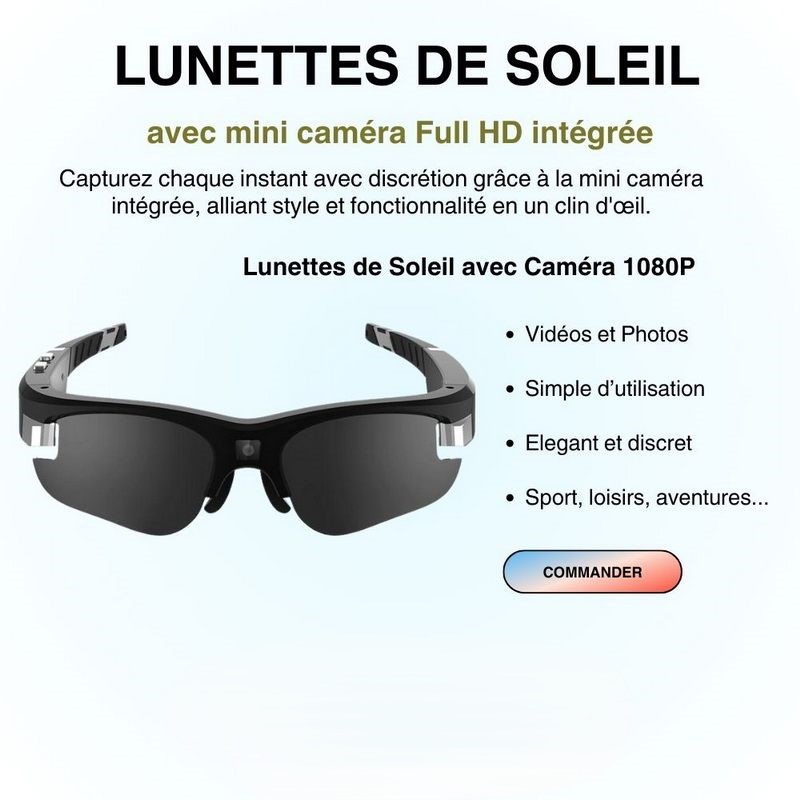 LUNETTES DE SOLEIL
avec mini caméra Full HD intégrée
Capturez chaque instant avec discrétion grâce à la mini caméra
intégrée, alliant style et fonctionnalité en un clin d'œil.
Lunettes de Soleil avec Caméra 1080P
• Vidéos et Photos
• Simple d’utilisation
• Elegant et discret
• Sport, loisirs, aventures...
COMMANDER